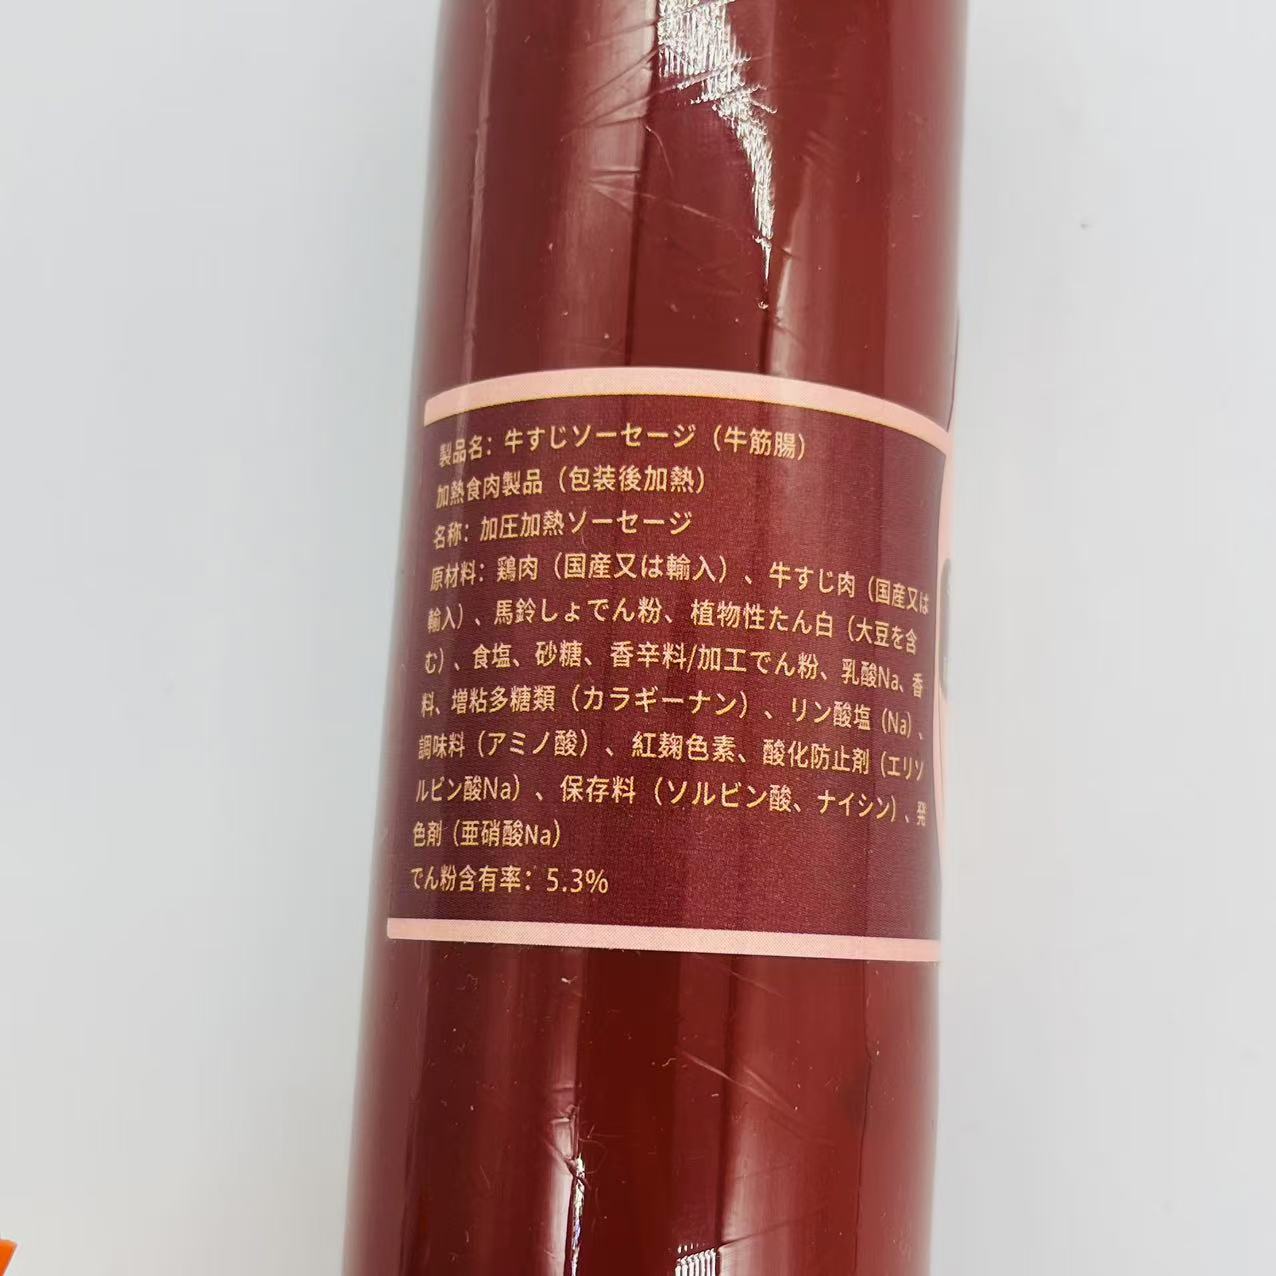 製品名：牛すじソーセージ（牛筋腸）
加熱食肉製品（包装後加熱）
名称：加圧加熱ソーセージ
原材料：鶏肉（国産又は輸入）、牛すじ肉（国産又は
輸入）、馬鈴しょでん粉、植物性たん白（大豆を含
む）、食塩、砂糖、香辛料/加工でん粉、乳酸Na、香
料、増粘多糖類（カラギーナン）、リン酸塩（Na）、
調味料（アミノ酸）、紅麹色素、酸化防止剤（エリソ
ルビン酸Na）、保存料（ソルビン酸、ナイシン）、発
色剤（亜硝酸Na）
でん粉含有率：5.3%